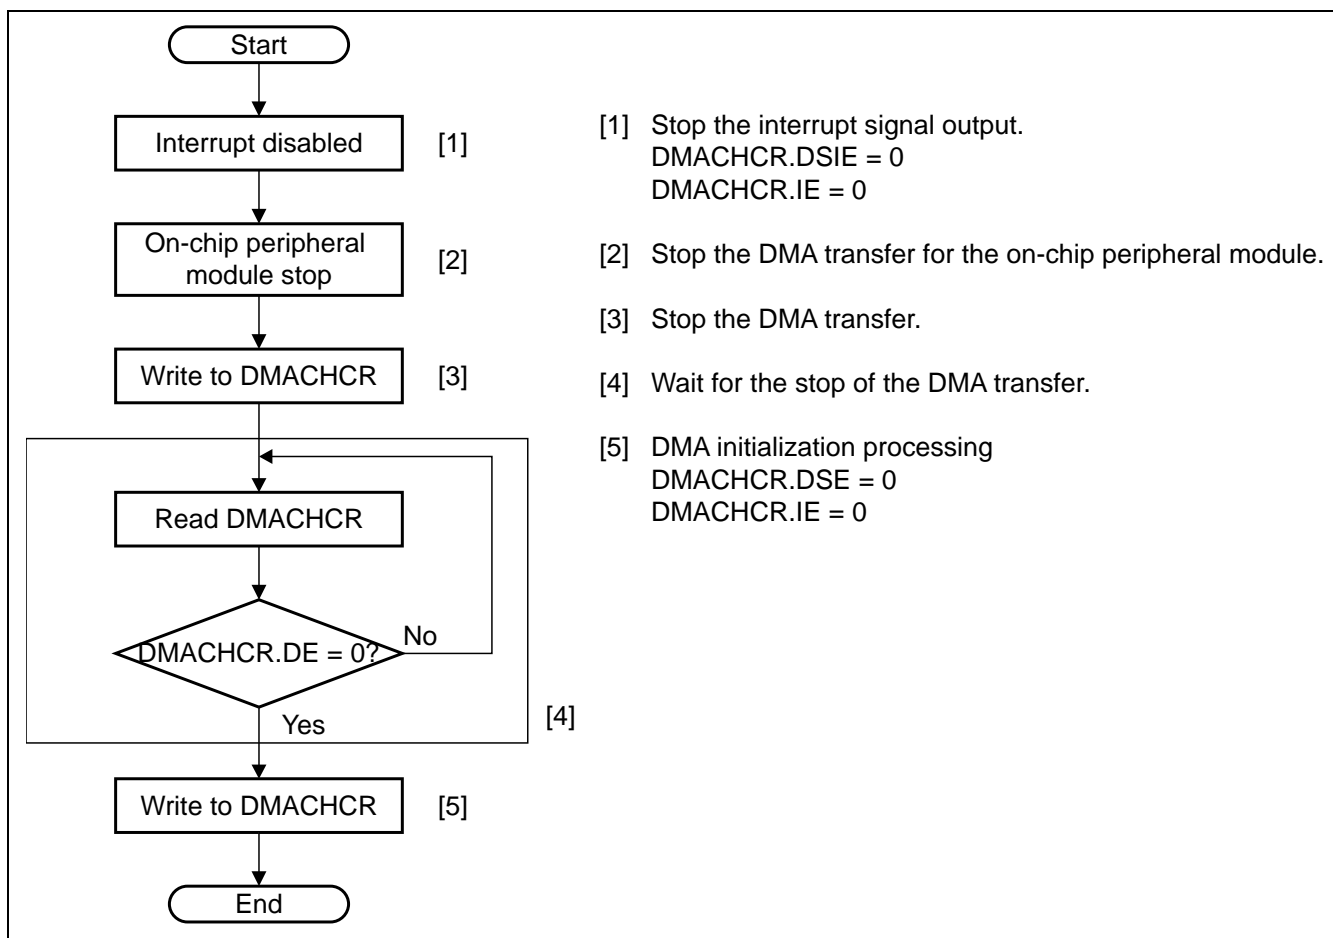 Start
Interrupt disabled
[1]
On-chip peripheral
module stop
[2]
Write to DMACHCR
[3]
Read DMACHCR
DMACHCR.DE = 0?
No
Yes
[4]
Write to DMACHCR
[5]
End
[1] Stop the interrupt signal output.
DMACHCR.DSIE = 0
DMACHCR.IE = 0
[2] Stop the DMA transfer for the on-chip peripheral module.
[3] Stop the DMA transfer.
[4] Wait for the stop of the DMA transfer.
[5] DMA initialization processing
DMACHCR.DSE = 0
DMACHCR.IE = 0